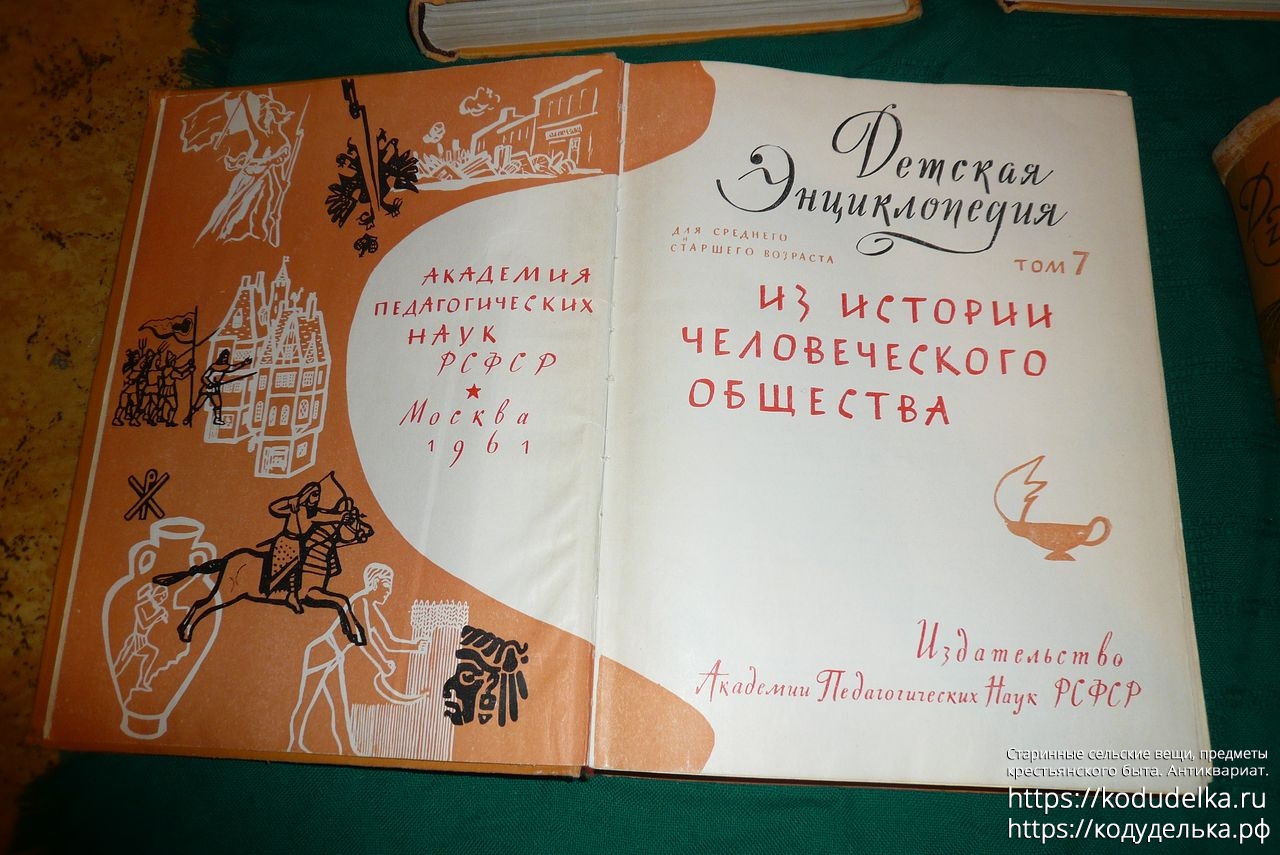 АКАДЕМИЯ
ПЕДАГОГИЧЕСКИХ
НАУК
РСФСР
Москва
1961
Детская
Энциклопедия
ДЛЯ СРЕДНЕГО
И
СТАРШЕГО ВОЗРАСТА
ТОМ 7
ИЗ ИСТОРИИ
ЧЕЛОВЕЧЕСКОГО
ОБЩЕСТВА
Издательство
Академии Педагогических Наук РСФСР
Старинные сельские вещи, предметы
крестьянского быта. Антиквариат.
https://kodudelka.ru
https://кодуделька.рф